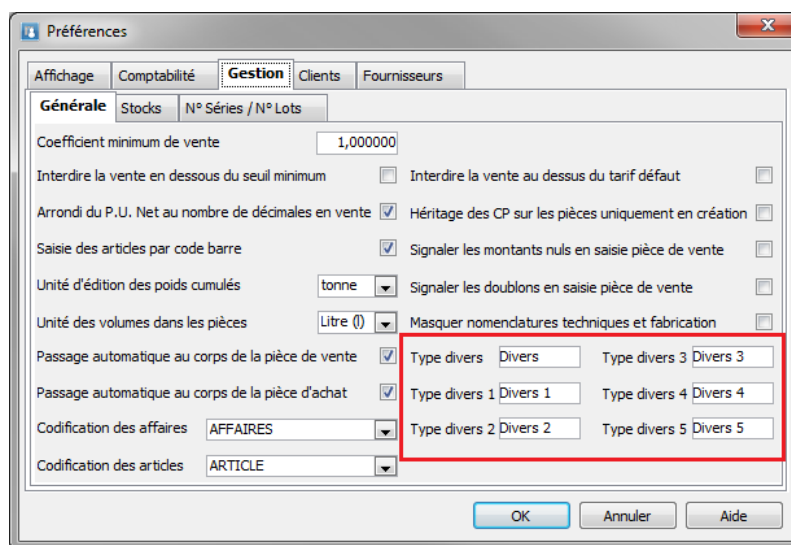 Préférences
Affichage Comptabilité Gestion Clients Fournisseurs
Générale Stocks N° Séries / N° Lots
Coefficient minimum de vente 1,000000
Interdire la vente en dessous du seuil minimum Interdire la vente au dessus du tarif défaut
Arrondi du P.U. Net au nombre de décimales en vente Héritage des CP sur les pièces uniquement en création
Saisie des articles par code barre Signaler les montants nuls en saisie pièce de vente
Unité d'édition des poids cumulés tonne Signaler les doublons en saisie pièce de vente
Unité des volumes dans les pièces Litre (l) Masquer nomenclatures techniques et fabrication
Passage automatique au corps de la pièce de vente Type divers Divers Type divers 3 Divers 3
Passage automatique au corps de la pièce d'achat Type divers 1 Divers 1 Type divers 4 Divers 4
Codification des affaires AFFAIRES Type divers 2 Divers 2 Type divers 5 Divers 5
Codification des articles ARTICLE
OK Annuler Aide